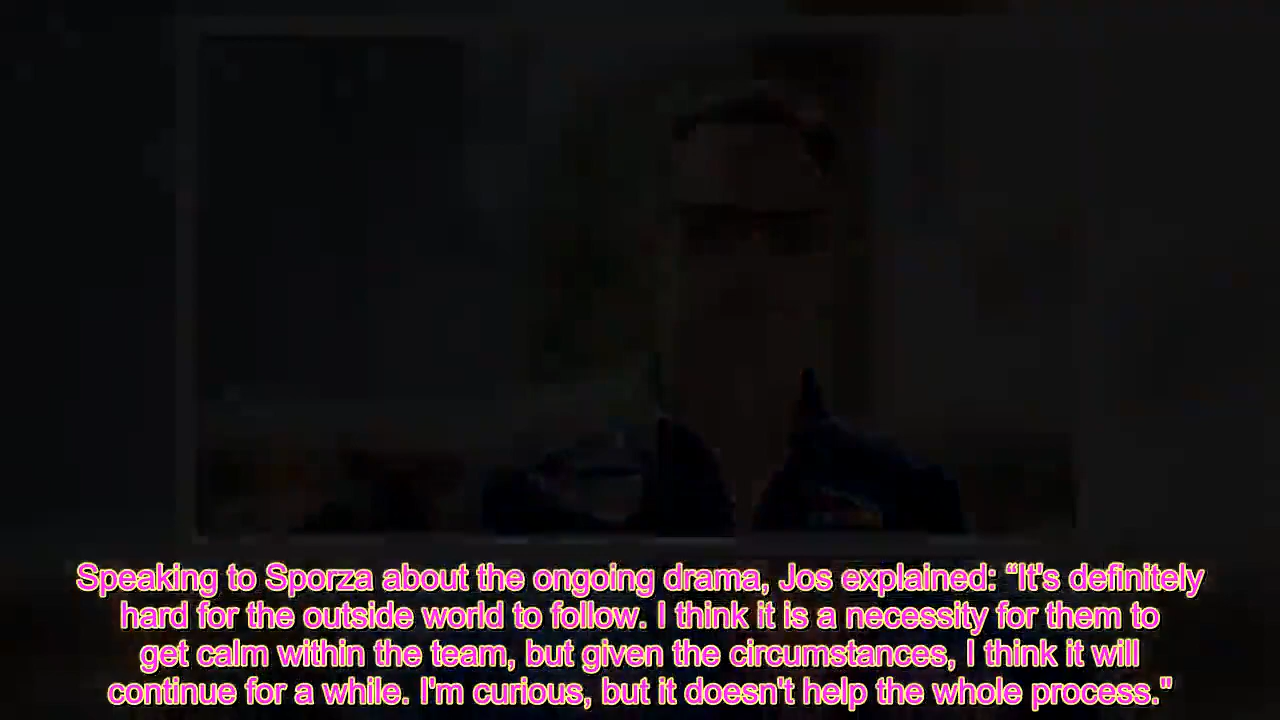 Speaking to Sporza about the ongoing drama, Jos explained: “It's definitely
hard for the outside world to follow. I think it is a necessity for them to
get calm within the team, but given the circumstances, I think it will
continue for a while. I'm curious, but it doesn't help the whole process."